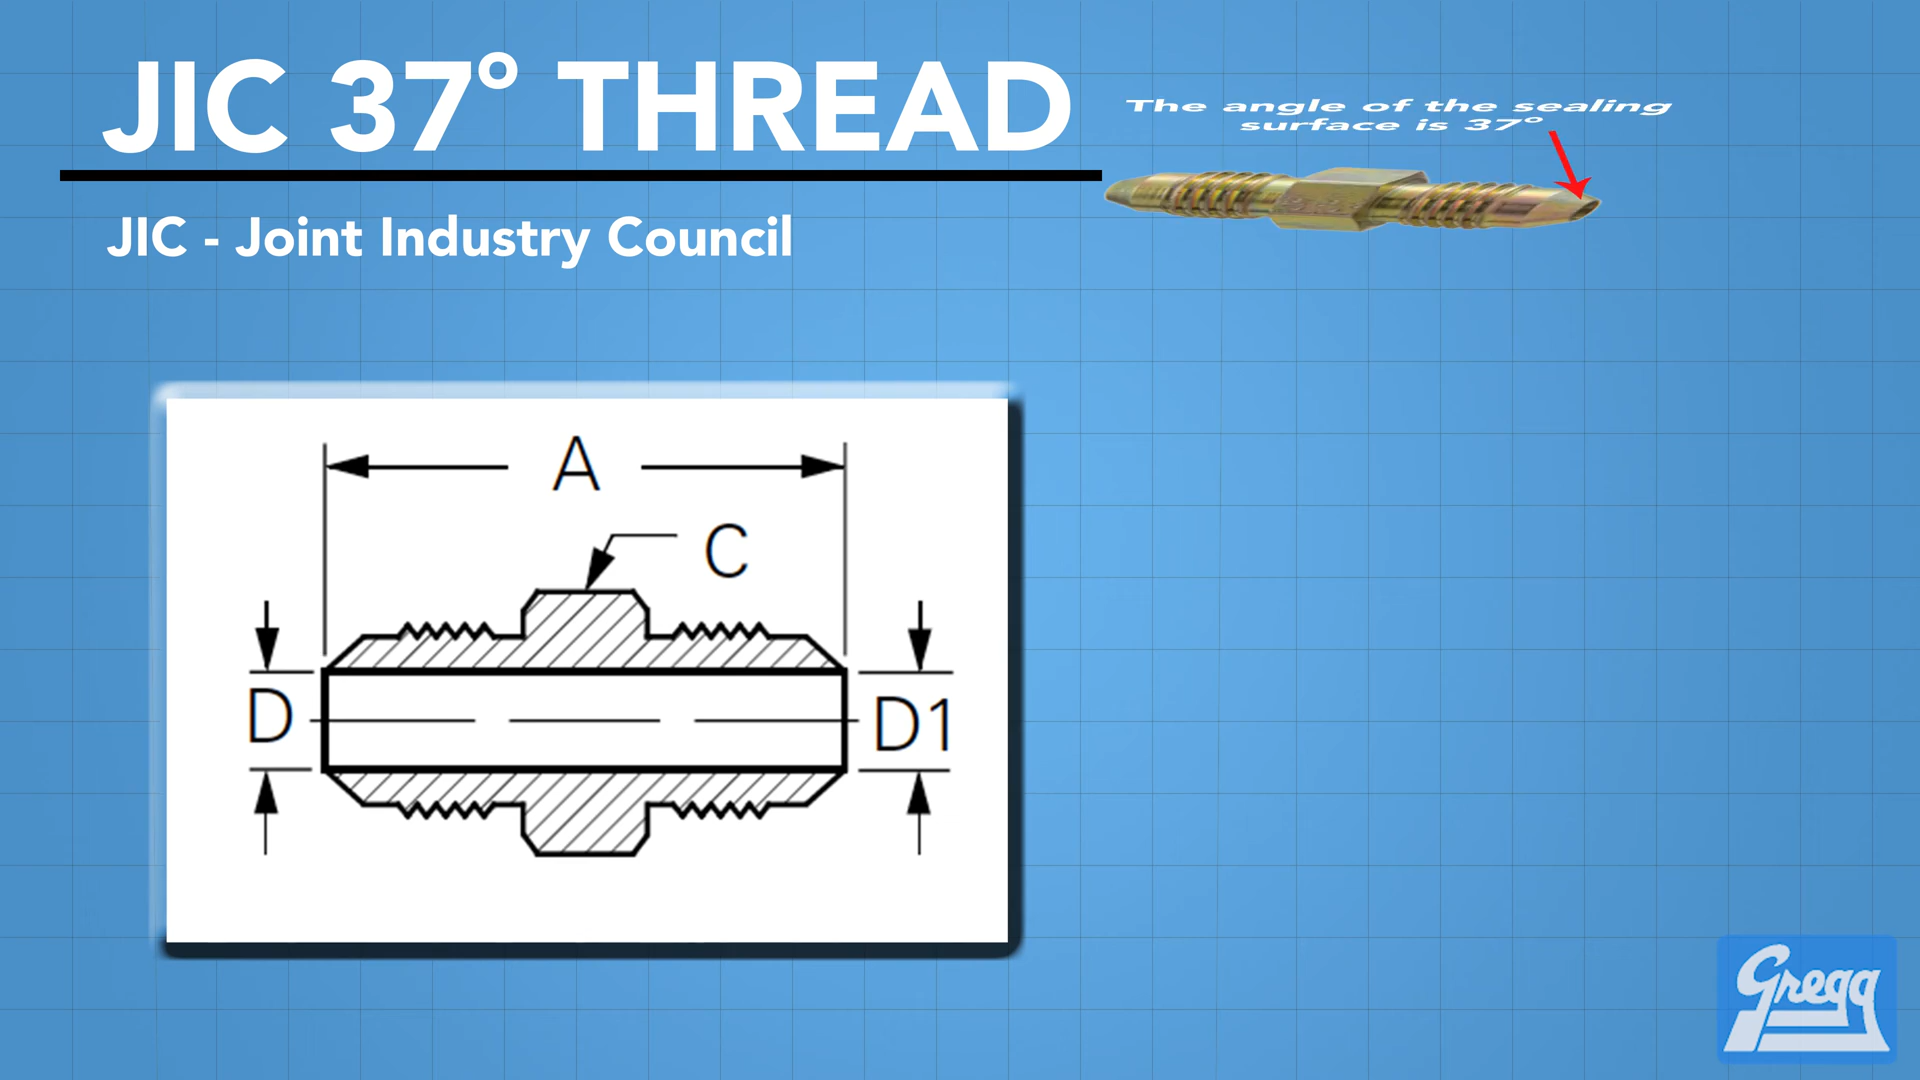 JIC 37° THREAD
The angle of the sealing
surface is 37°
JIC - Joint Industry Council
A
C
D
D1
Gregg